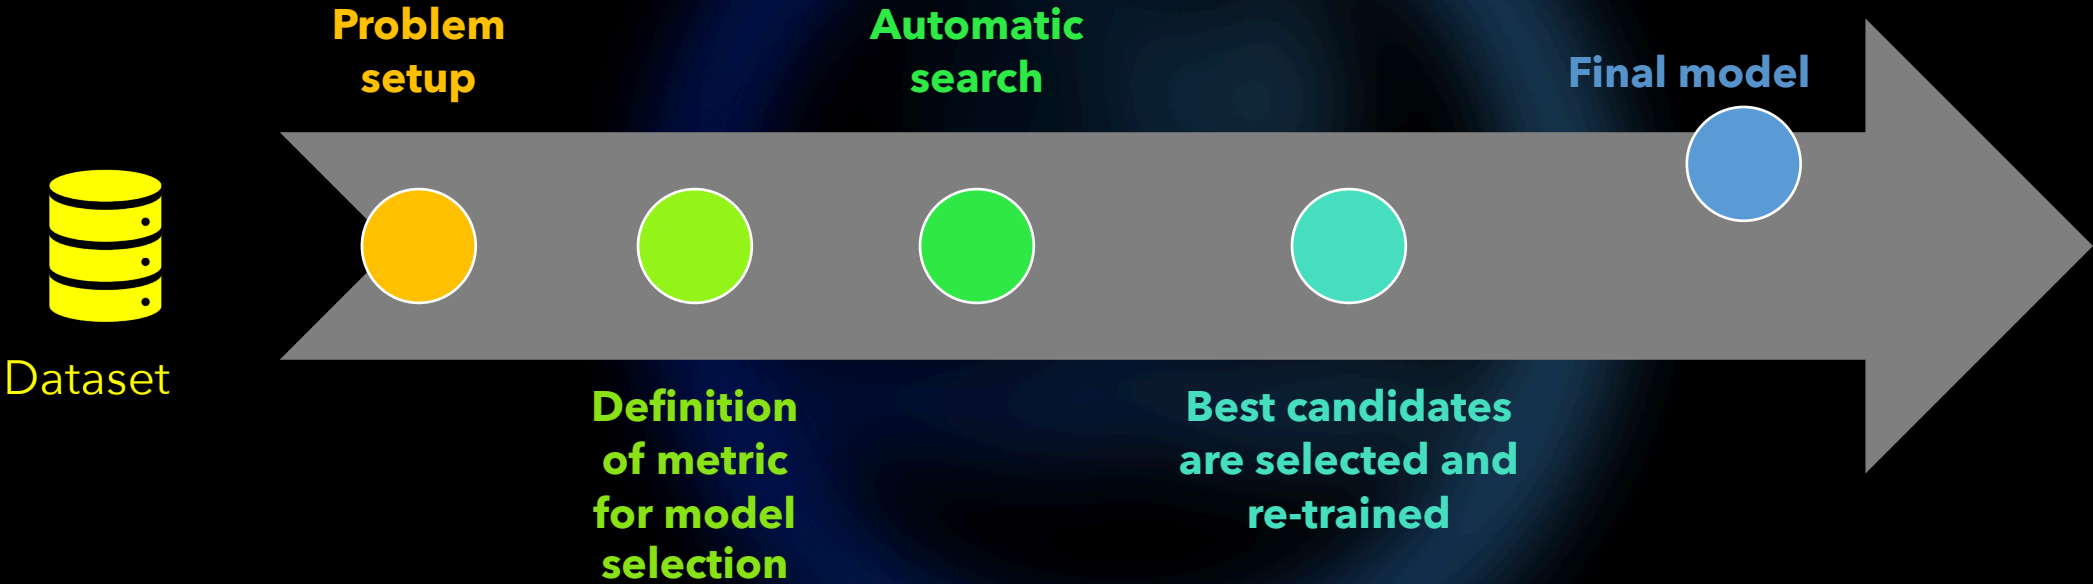 Problem
setup
Automatic
search
Final model
Dataset
Definition
of metric
for model
selection
Best candidates
are selected and
re-trained